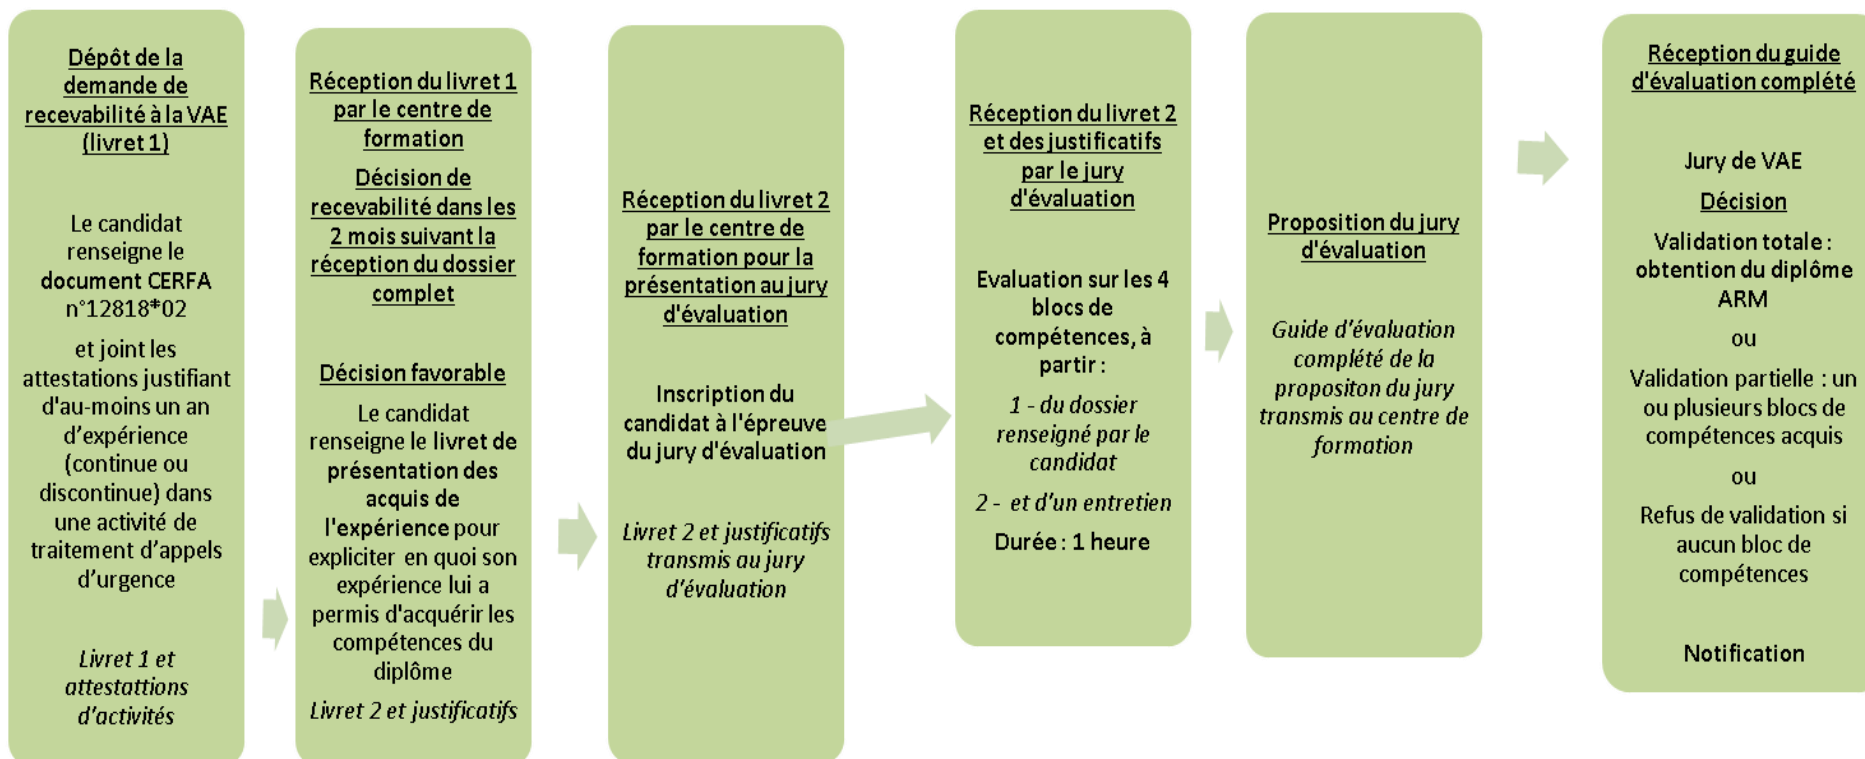 Dépôt de la
demande de
recevabilité à la VAE
(livret 1)
Le candidat
renseigne le
document CERFA
n°12818*02
et joint les
attestations justifiant
d'au-moins un an
d'expérience
(continue ou
discontinue) dans
une activité de
traitement d'appels
d'urgence
Livret 1 et
attestattions
d'activités
Réception du livret 1
par le centre de
formation
Décision de
recevabilité dans les
2 mois suivant la
réception du dossier
complet
Décision favorable
Le candidat
renseigne le livret de
présentation des
acquis de
l'expérience pour
expliciter en quoi son
expérience lui a
permis d'acquérir les
compétences du
diplôme
Livret 2 et justificatifs
Réception du livret 2
par le centre de
formation pour la
présentation au jury
d'évaluation
Inscription du
candidat à l'épreuve
du jury d'évaluation
Livret 2 et justificatifs
transmis au jury
d'évaluation
Réception du livret 2
et des justificatifs
par le jury
d'évaluation
Evaluation sur les 4
blocs de
compétences, à
partir :
1 - du dossier
renseigné par le
candidat
2 - et d'un entretien
Durée : 1 heure
Proposition du jury
d'évaluation
Guide d'évaluation
complété de la
propositon du jury
transmis au centre de
formation
Réception du guide
d'évaluation complété
Jury de VAE
Décision
Validation totale :
obtention du diplôme
ARM
ou
Validation partielle : un
ou plusieurs blocs de
compétences acquis
ou
Refus de validation si
aucun bloc de
compétences
Notification